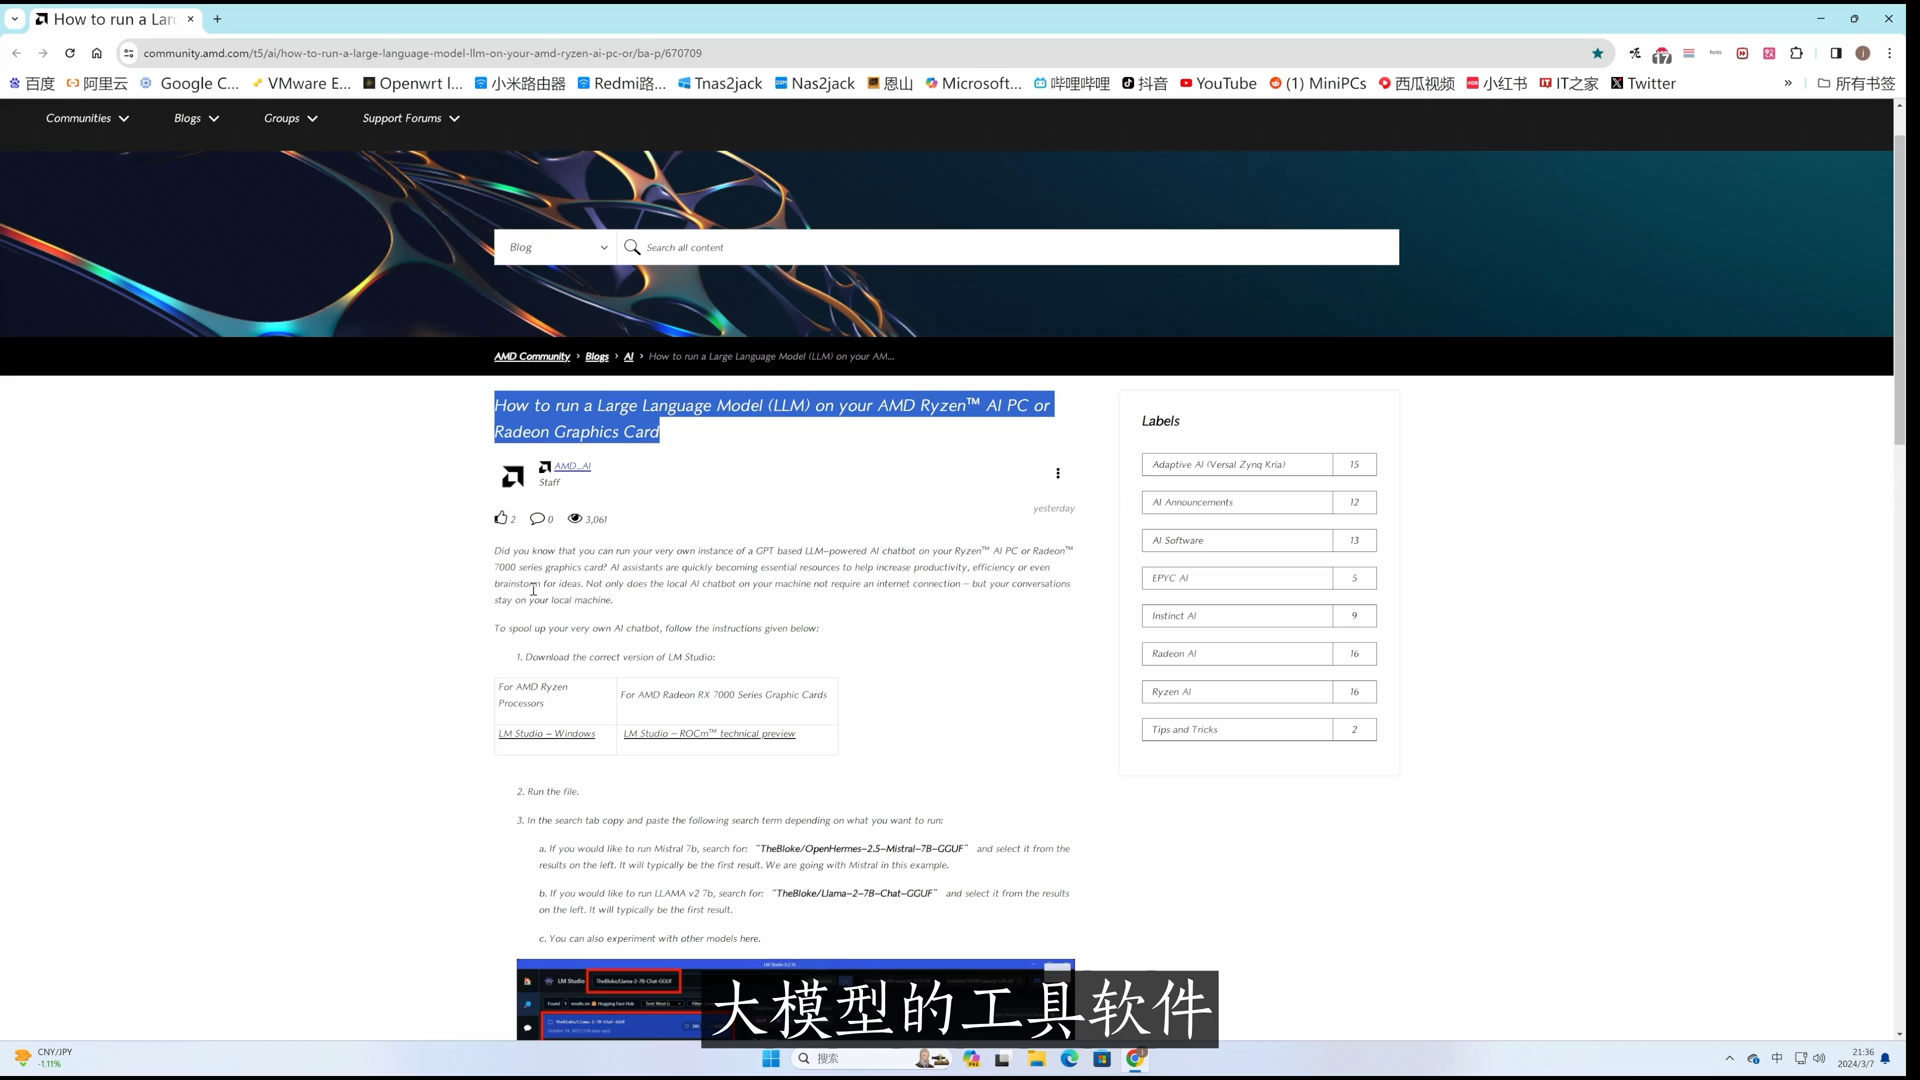 How to run a Lar
community.amd.com/t5/ai/how-to-run-a-large-language-model-llm-on-your-amd-ryzen-ai-pc-or/ba-p/670709
百度 阿里云 Google C... VMware E... Openwrt I... 小米路由器 Redmi路... Tnas2jack Nas2jack 恩山 Microsoft... 哔哩哔哩 抖音 YouTube (1) MiniPCs 西瓜视频 小红书 IT之家 Twitter » 所有书签
Communities Blogs Groups Support Forums
Blog Search all content
AMD Community › Blogs › AI › How to run a Large Language Model (LLM) on your AM...
How to run a Large Language Model (LLM) on your AMD Ryzen™ AI PC or
Radeon Graphics Card
AMD_AI
Staff
yesterday
2 0 3,061
Did you know that you can run your very own instance of a GPT based LLM-powered AI chatbot on your Ryzen™ AI PC or Radeon™
7000 series graphics card? AI assistants are quickly becoming essential resources to help increase productivity, efficiency or even
brainstorm for ideas. Not only does the local AI chatbot on your machine not require an internet connection – but your conversations
stay on your local machine.
To spool up your very own AI chatbot, follow the instructions given below:
1. Download the correct version of LM Studio:
For AMD Ryzen
Processors
For AMD Radeon RX 7000 Series Graphic Cards
LM Studio – Windows
LM Studio – ROCm™ technical preview
2. Run the file.
3. In the search tab copy and paste the following search term depending on what you want to run:
a. If you would like to run Mistral 7b, search for: "TheBloke/OpenHermes-2.5-Mistral-7B-GGUF" and select it from the
results on the left. It will typically be the first result. We are going with Mistral in this example.
b. If you would like to run LLAMA v2 7b, search for: "TheBloke/Llama-2-7B-Chat-GGUF" and select it from the results
on the left. It will typically be the first result.
c. You can also experiment with other models here.
Labels
Adaptive AI (Versal Zynq Kria) 15
AI Announcements 12
AI Software 13
EPYC AI 5
Instinct AI 9
Radeon AI 16
Ryzen AI 16
Tips and Tricks 2
LM Studio
TheBloke/Llama-2-7B-Chat-GGUF
TheBloke/Llama-2-7B-Chat-GGUF
大模型的工具软件
CNY/JPY
-1.11%
搜索
中
21:36
2024/3/7